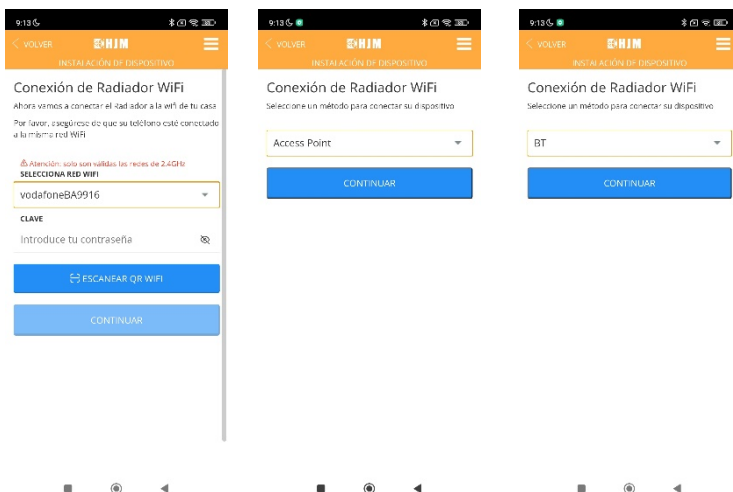 9:13
VOLVER
HJM
INSTALACIÓN DE DISPOSITIVO
Conexión de Radiador WiFi
Ahora vamos a conectar el Radiador a la wifi de tu casa
Por favor, asegúrese de que su teléfono esté conectado
a la misma red WiFi
Atención: solo son válidas las redes de 2.4GHz
SELECCIONA RED WIFI
vodafoneBA9916
CLAVE
Introduce tu contraseña
ESCANEAR QR WIFI
CONTINUAR
9:13
VOLVER
HJM
INSTALACIÓN DE DISPOSITIVO
Conexión de Radiador WiFi
Seleccione un método para conectar su dispositivo
Access Point
CONTINUAR
9:13
VOLVER
HJM
INSTALACIÓN DE DISPOSITIVO
Conexión de Radiador WiFi
Seleccione un método para conectar su dispositivo
BT
CONTINUAR